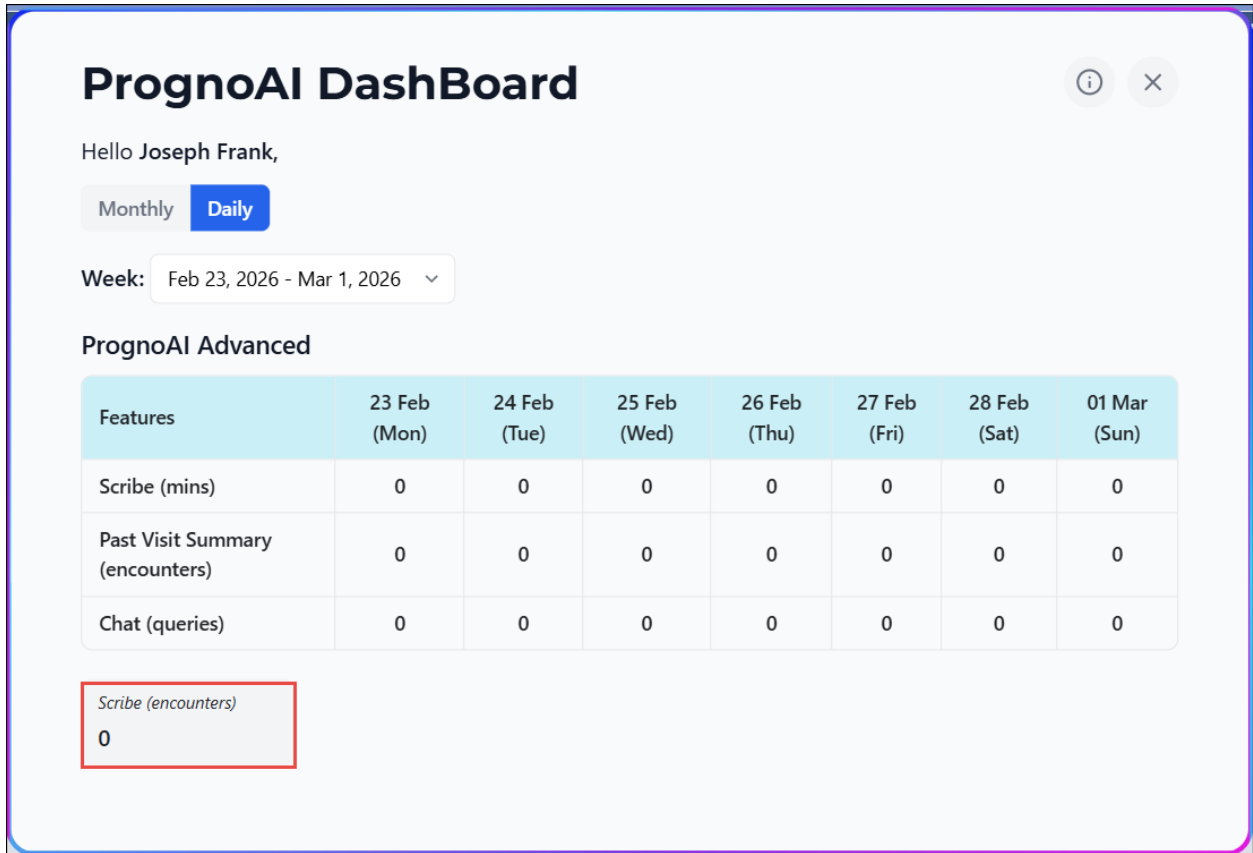 PrognoAI DashBoard
Hello Joseph Frank,
Monthly Daily
Week: Feb 23, 2026 - Mar 1, 2026
PrognoAI Advanced
Features 23 Feb (Mon) 24 Feb (Tue) 25 Feb (Wed) 26 Feb (Thu) 27 Feb (Fri) 28 Feb (Sat) 01 Mar (Sun)
Scribe (mins) 0 0 0 0 0 0 0
Past Visit Summary (encounters) 0 0 0 0 0 0 0
Chat (queries) 0 0 0 0 0 0 0
Scribe (encounters)
0